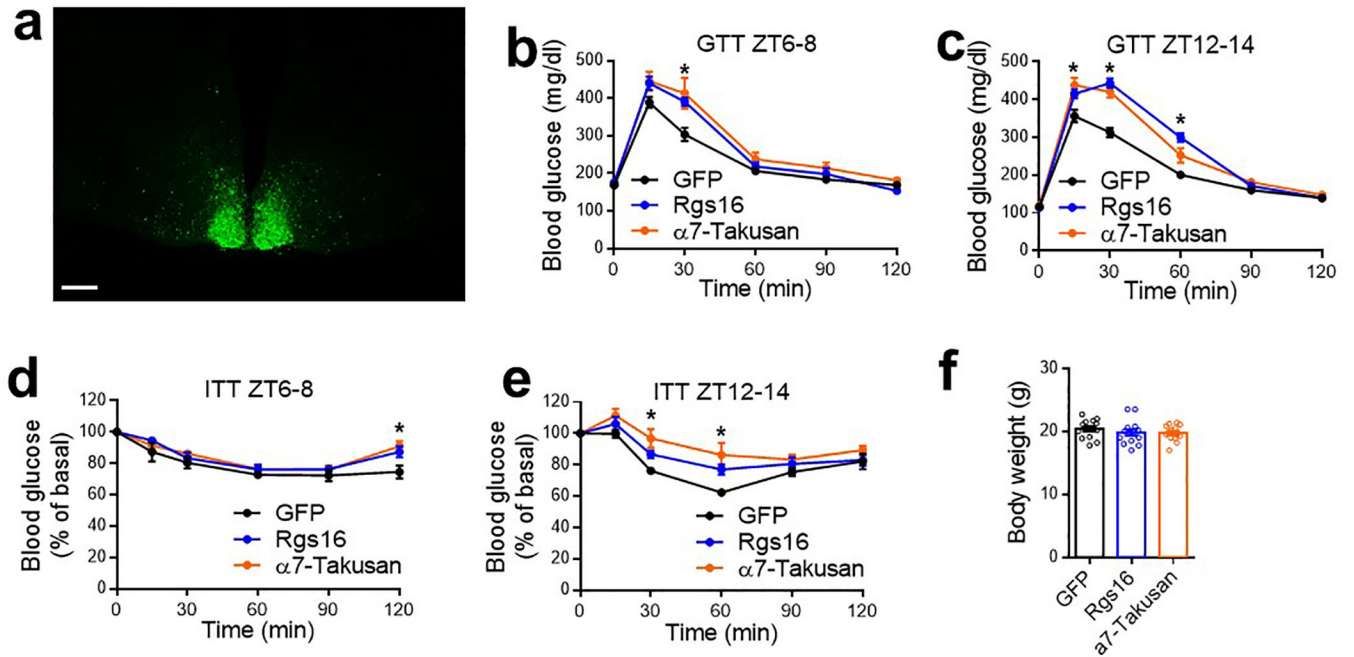 a
b
GTT ZT6-8
Blood glucose (mg/dl)
500
400
300
200
100
0
*
GFP
Rgs16
α7-Takusan
0 30 60 90 120
Time (min)
c
GTT ZT12-14
Blood glucose (mg/dl)
500
400
300
200
100
0
* *
*
GFP
Rgs16
α7-Takusan
0 30 60 90 120
Time (min)
d
ITT ZT6-8
Blood glucose
(% of basal)
120
100
80
60
40
20
0
*
GFP
Rgs16
α7-Takusan
0 30 60 90 120
Time (min)
e
ITT ZT12-14
Blood glucose
(% of basal)
120
100
80
60
40
20
0
*
*
GFP
Rgs16
α7-Takusan
0 30 60 90 120
Time (min)
f
Body weight (g)
30
20
10
0
GFP
Rgs16
a7-Takusan